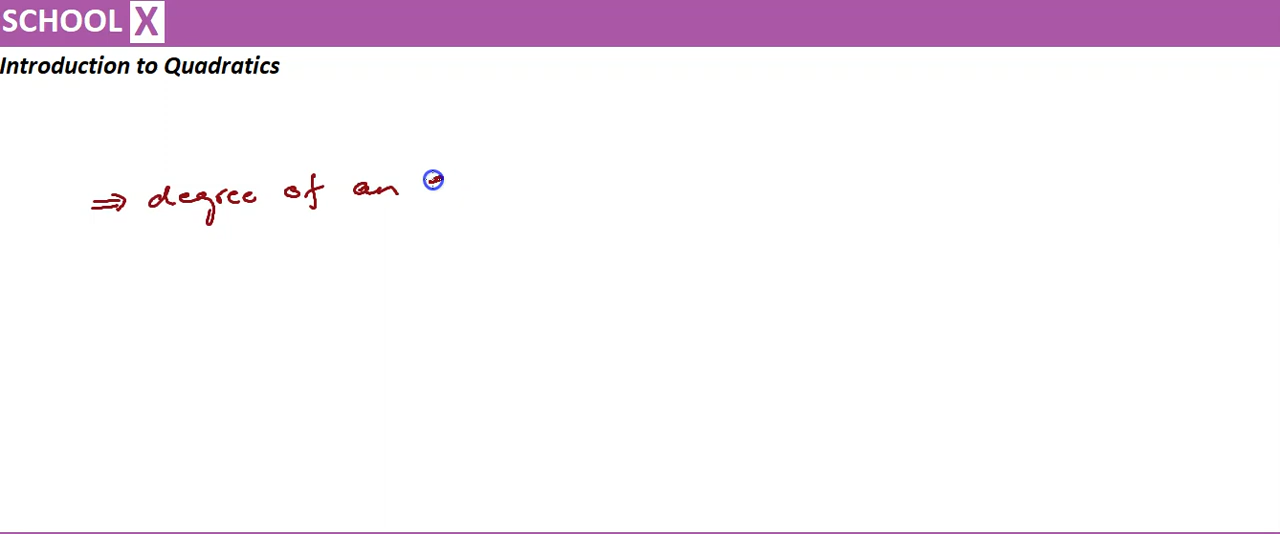 SCHOOL X
Introduction to Quadratics
⇒ degree of an